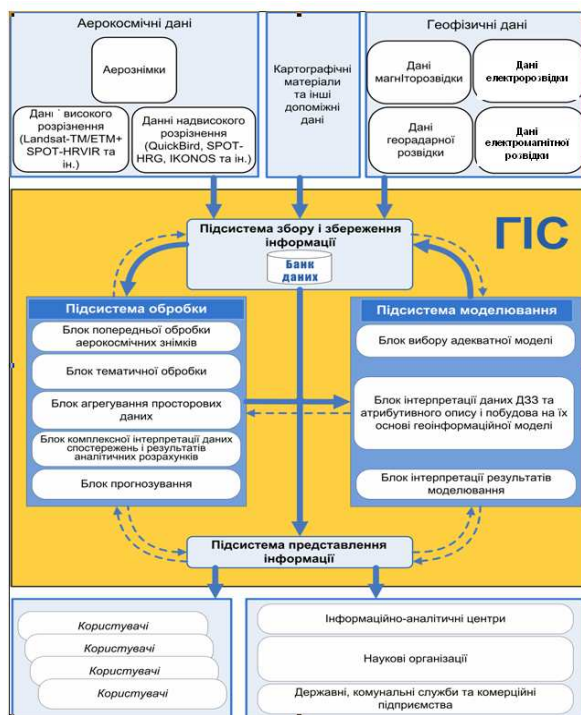 Аерокосмічні дані
Аерознімки
Дані високого
розрізнення
(Landsat-TM/ETM+
SPOT-HRVIR та
ін.)
Данні надвисокого
розрізнення
(QuickBird, SPOT-
HRG, IKONOS та ін.)
Картографічні
матеріали
та інші
допоміжні
дані
Геофізичні дані
Дані
магніторозвідки
Дані
електророзвідки
Дані
георадарної
розвідки
Дані
електромагнітної
розвідки
ГІС
Підсистема збору і збереження
інформації
Банк
даних
Підсистема обробки
Блок попередньої обробки
аерокосмічних знімків
Блок тематичної обробки
Блок агрегування просторових
даних
Блок комплексної інтерпретації даних
спостережень і результатів
аналітичних розрахунків
Блок прогнозування
Підсистема моделювання
Блок вибору адекватної моделі
Блок інтерпретації даних ДЗЗ та
атрибутивного опису і побудова на їх
основі геоінформаційної моделі
Блок інтерпретації результатів
моделювання
Підсистема представлення
інформації
Користувачі
Користувачі
Користувачі
Користувачі
Інформаційно-аналітичні центри
Наукові організації
Державні, комунальні служби та комерційні
підприємства